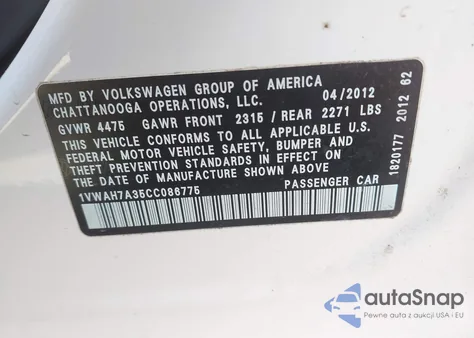 MFD BY VOLKSWAGEN GROUP OF AMERICA
CHATTANOOGA OPERATIONS, LLC. 04/2012
GVWR 4475 GAWR FRONT 2315 / REAR 2271 LBS
THIS VEHICLE CONFORMS TO ALL APPLICABLE U.S.
FEDERAL MOTOR VEHICLE SAFETY, BUMPER, AND
THEFT PREVENTION STANDARDS IN EFFECT ON
THE DATE OF MANUFACTURE SHOWN ABOVE
1VWAH7A35CC086775 PASSENGER CAR
1820177 2012 62
autoSnap
Pewne auta z aukcji USA i EU